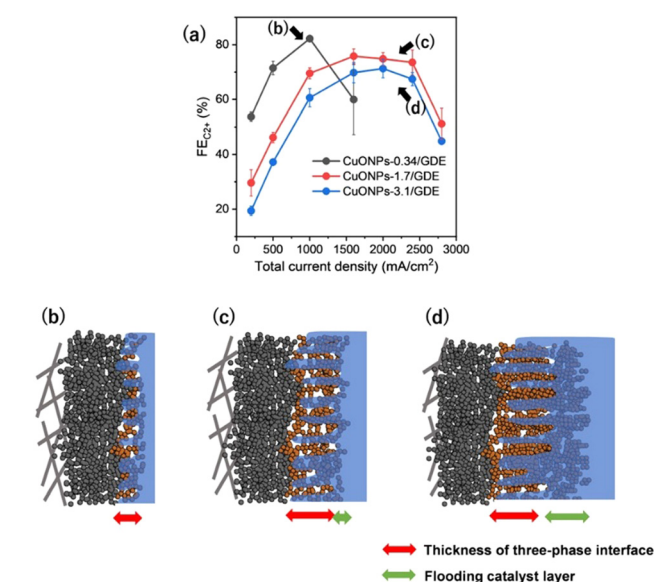 (a)
(b)
(c)
(d)
80
60
40
20
FEC2+ (%)
CuONPs-0.34/GDE
CuONPs-1.7/GDE
CuONPs-3.1/GDE
0 500 1000 1500 2000 2500 3000
Total current density (mA/cm²)
(b) (c) (d)
Thickness of three-phase interface
Flooding catalyst layer